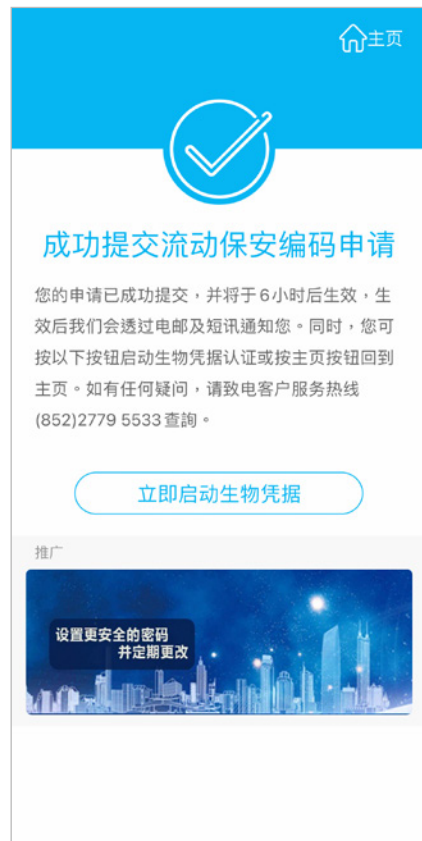 主页
成功提交流动保安编码申请
您的申请已成功提交，并将于6小时后生效，生
效后我们会透过电邮及短讯通知您。同时，您可
按以下按钮启动生物凭据认证或按主页按钮回到
主页。如有任何疑问，请致电客户服务热线
(852)2779 5533查詢。
立即启动生物凭据
推广
设置更安全的密码
并定期更改